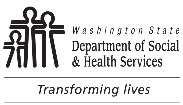 Washington State
Department of Social
& Health Services
Transforming lives